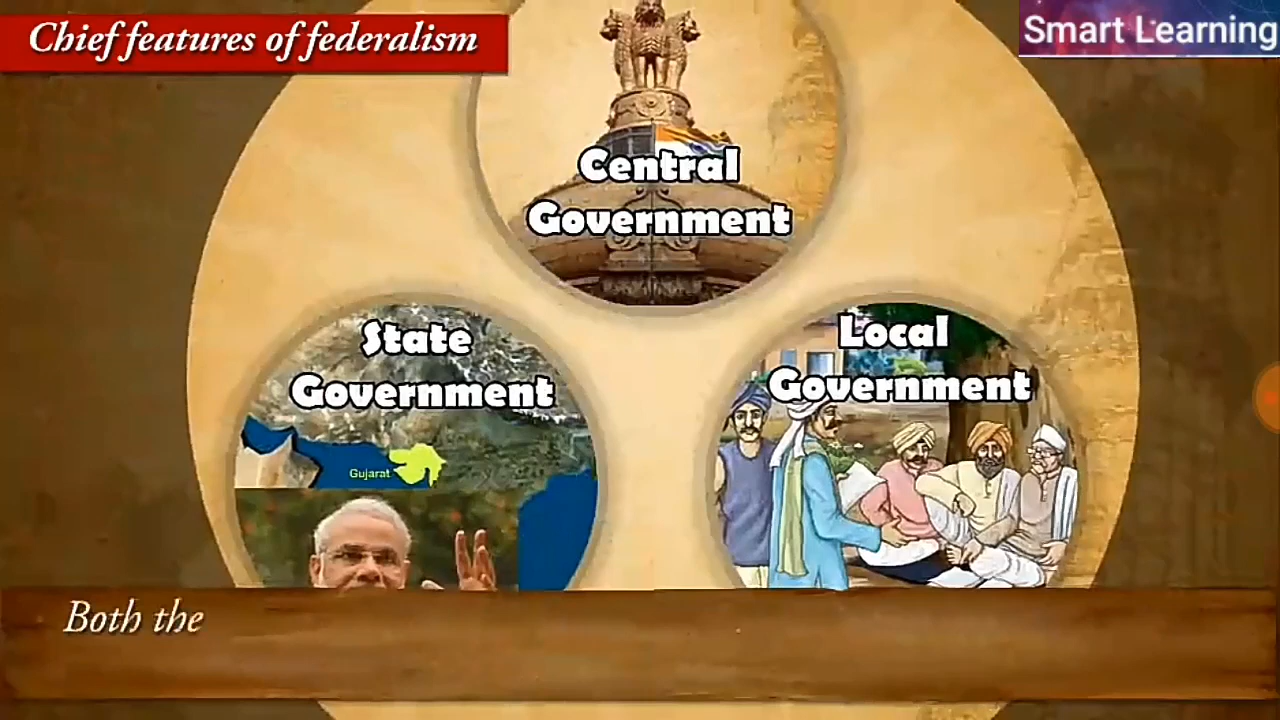 Chief features of federalism
Smart Learning
Central
Government
State
Government
Local
Government
Gujarat
Both the